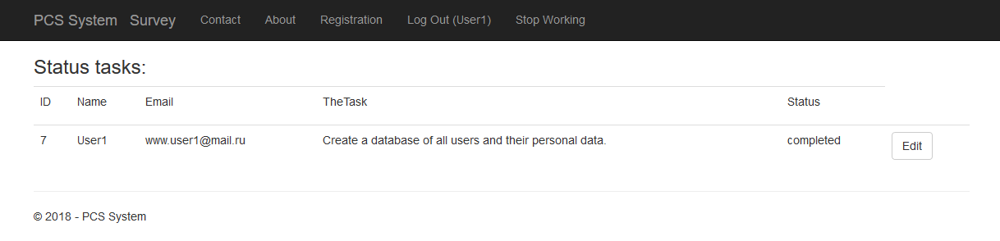 PCS System Survey Contact About Registration Log Out (User1) Stop Working
Status tasks:
ID Name Email TheTask Status
7 User1 www.user1@mail.ru Create a database of all users and their personal data. completed Edit
© 2018 - PCS System